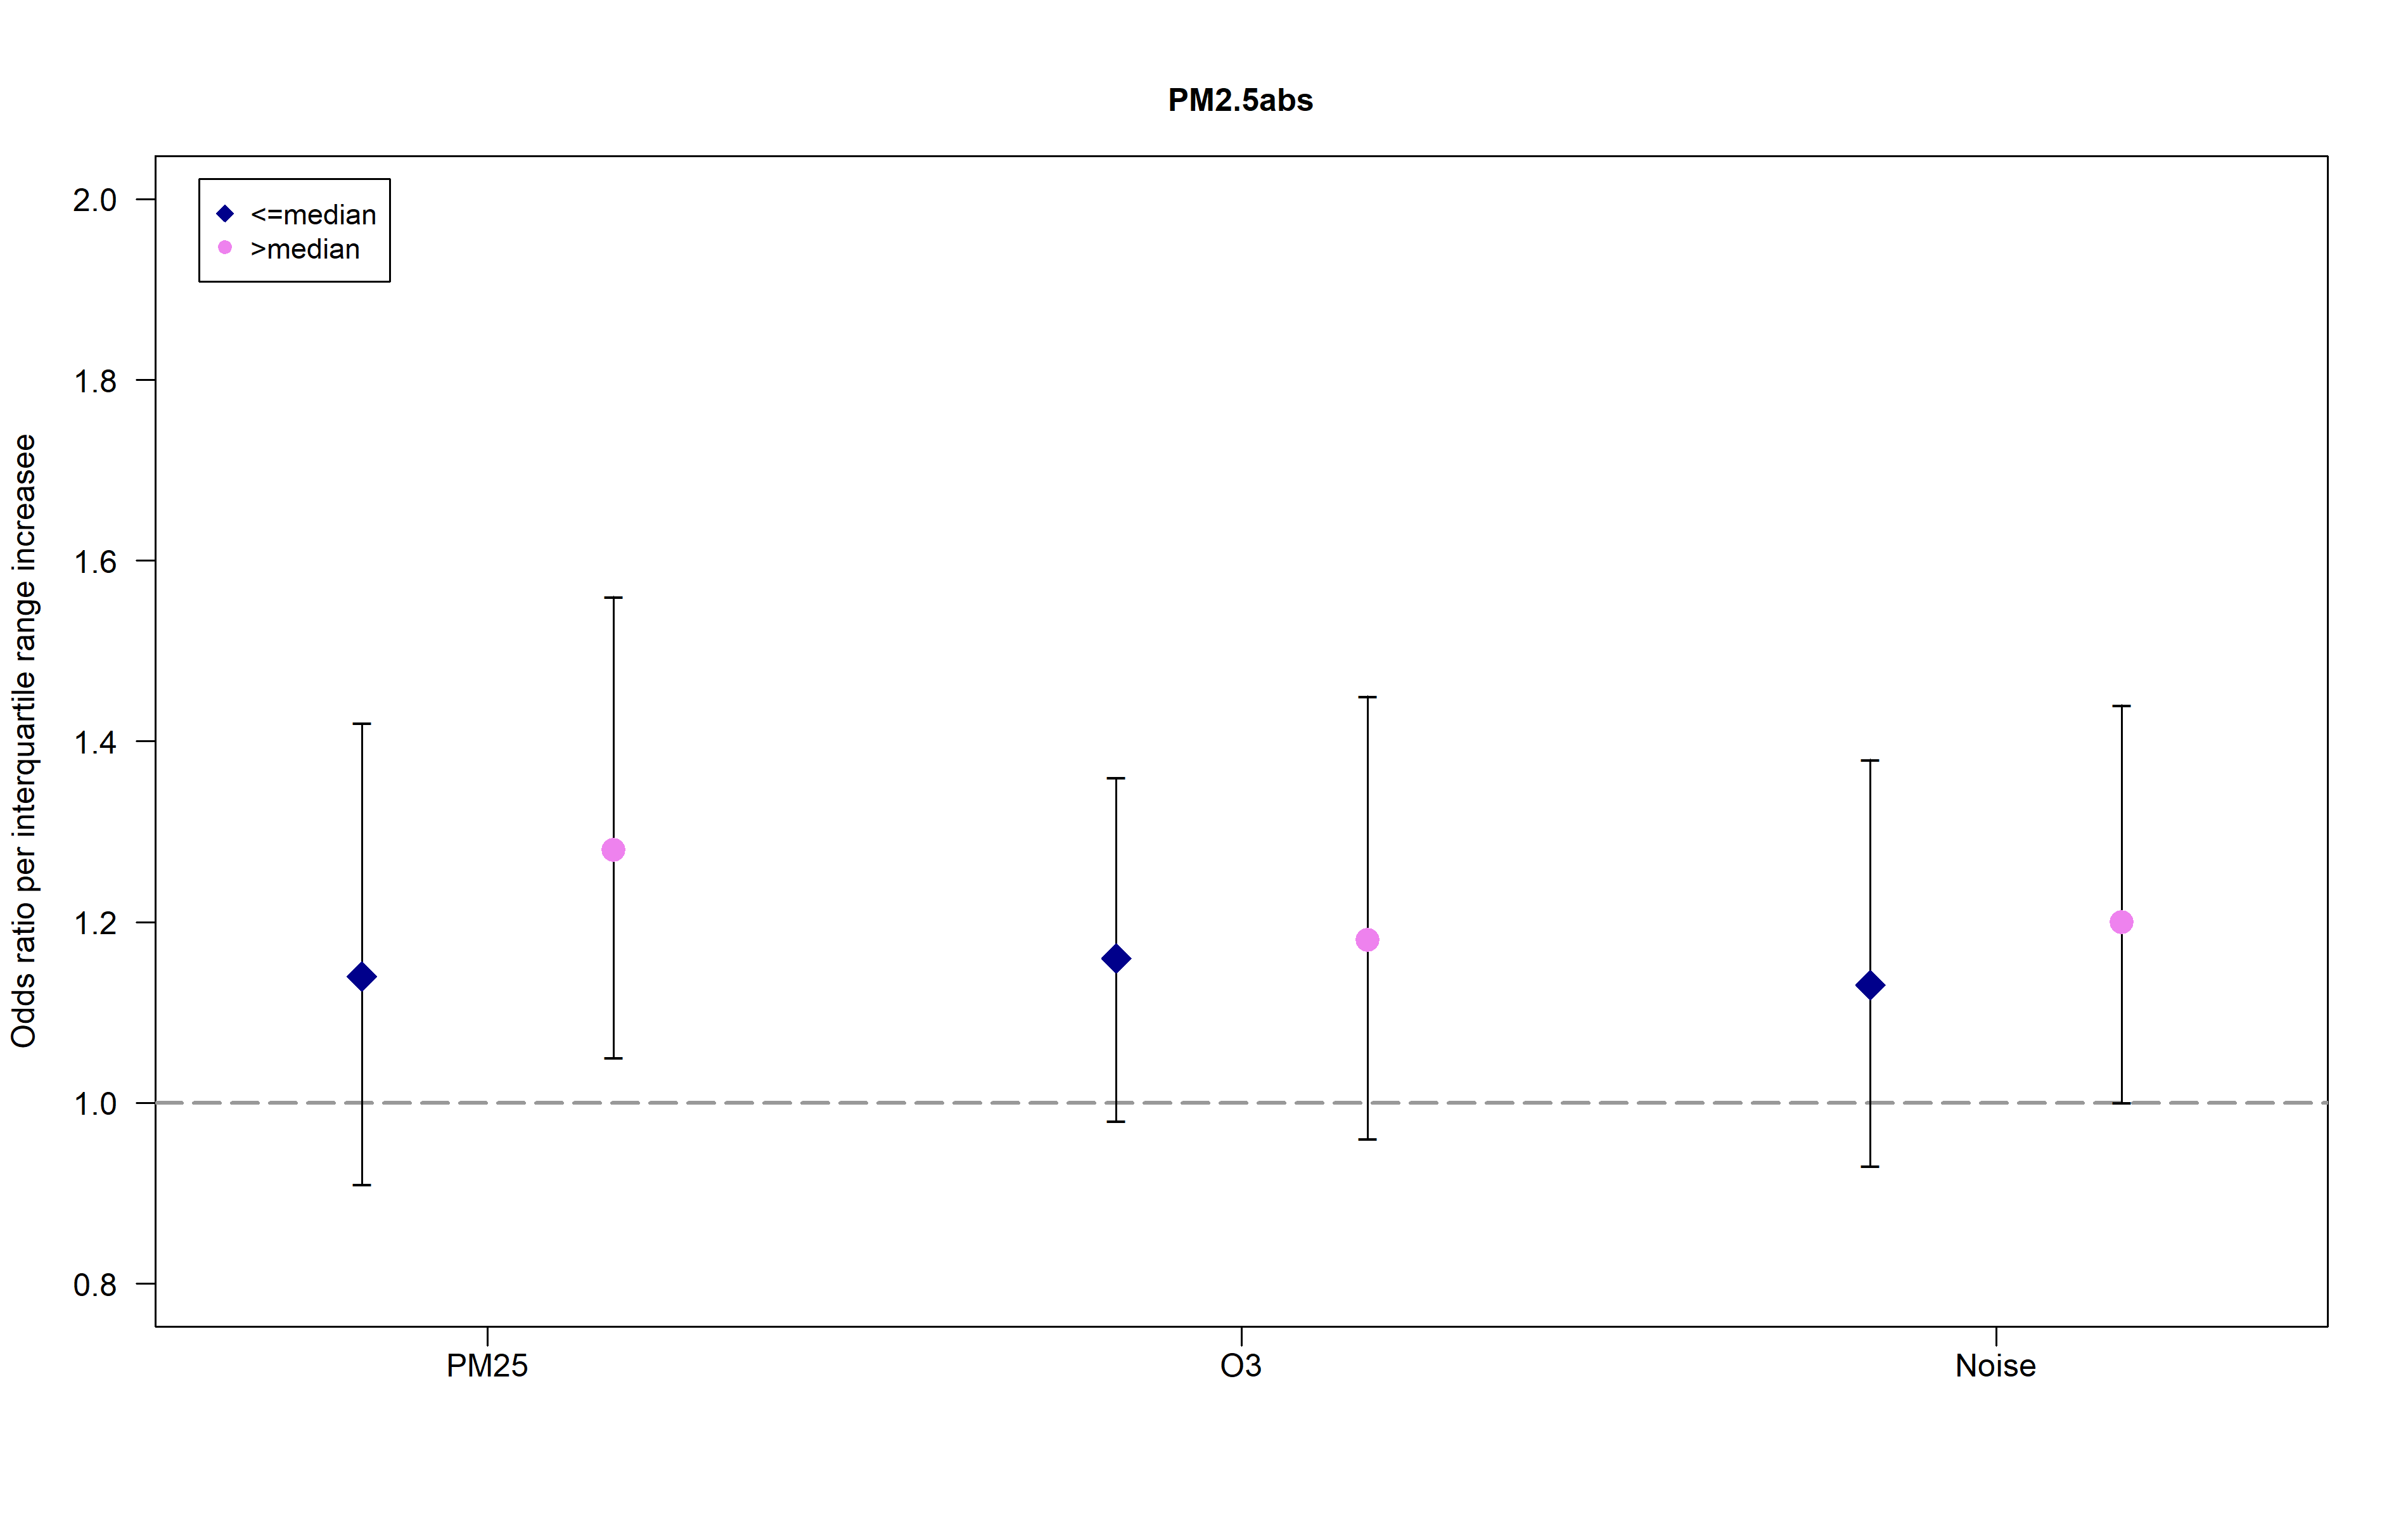 PM2.5abs
<=median
>median
2.0
1.8
1.6
1.4
1.2
1.0
0.8
Odds ratio per interquartile range increasee
PM25
O3
Noise